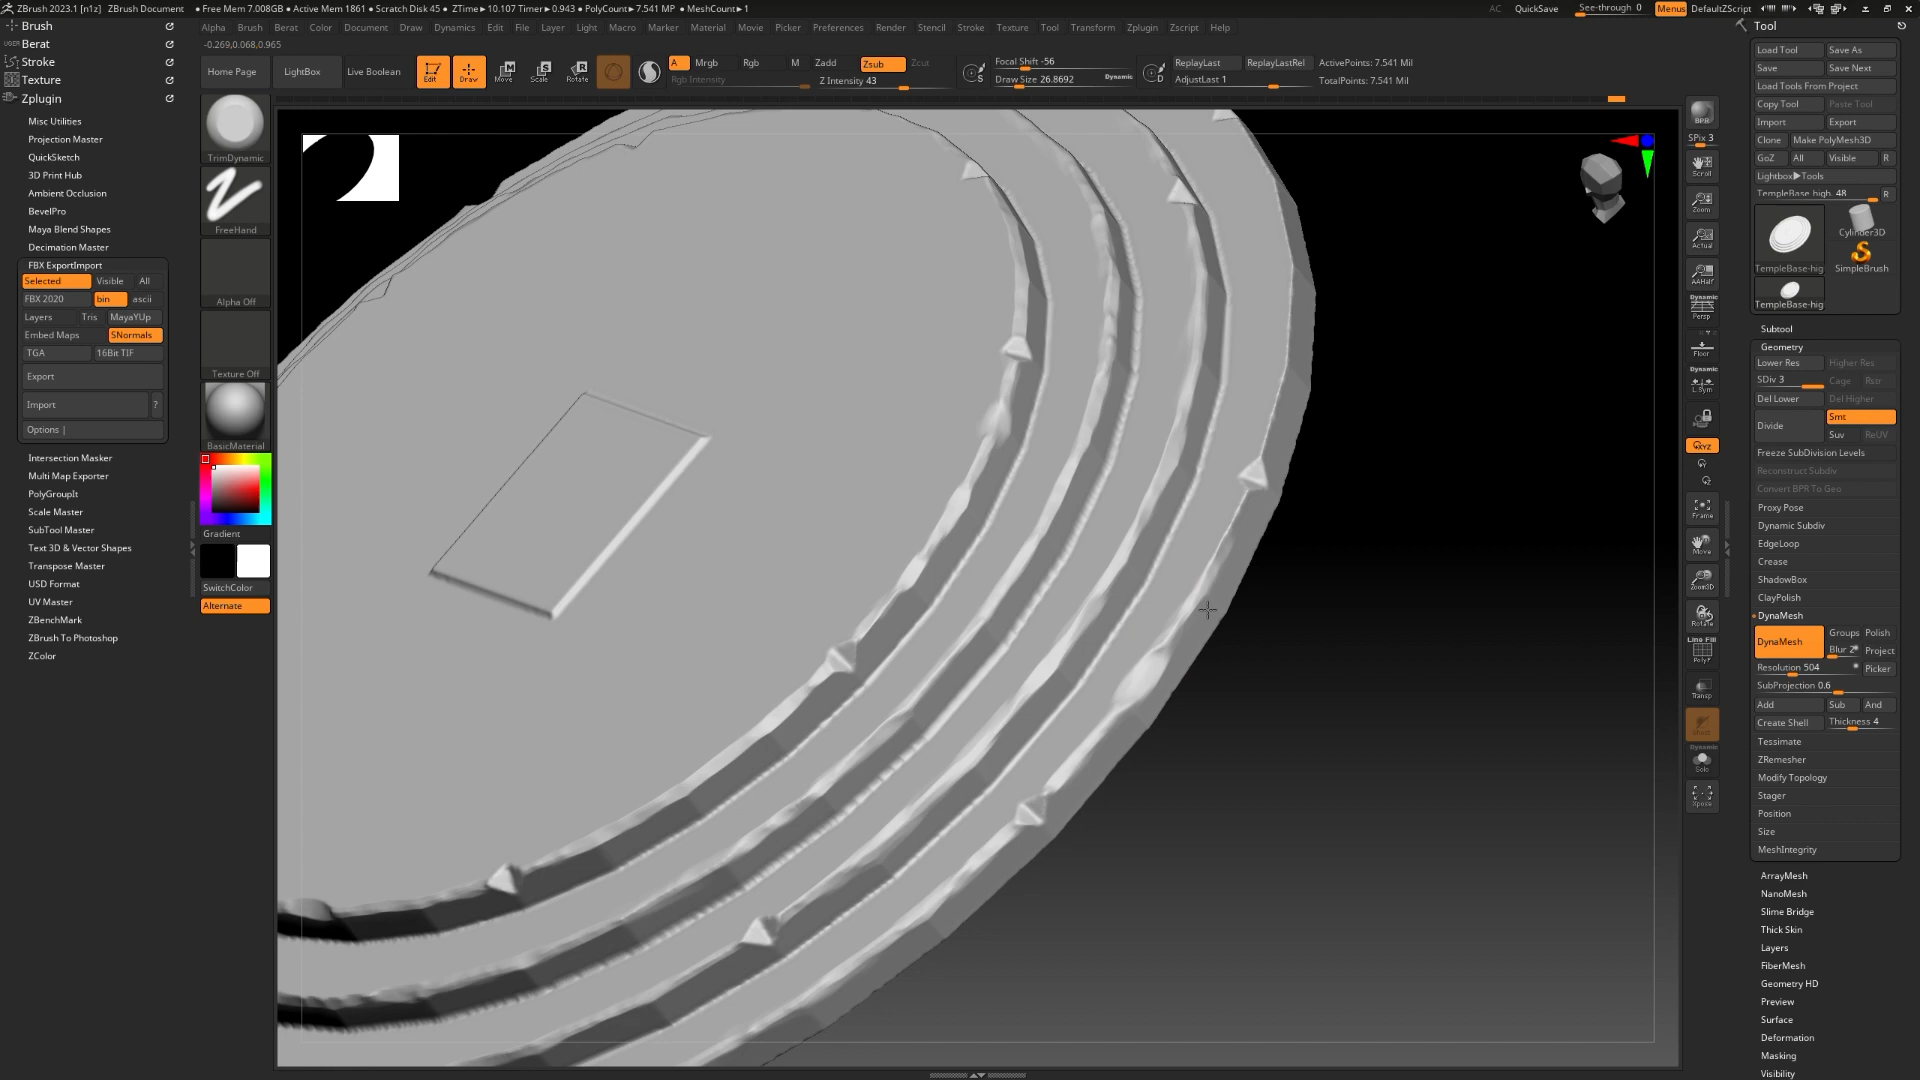 ZBrush 2023.1 [n1z] ZBrush Document ● Free Mem 7.008GB ● Active Mem 1861 ● Scratch Disk 45 ● ZTime▶10.107 Timer▶0.943 ● PolyCount▶7.541 MP ● MeshCount▶1
AC QuickSave See-through 0 Menus DefaultZScript
Alpha Brush Berat Color Document Draw Dynamics Edit File Layer Light Macro Marker Material Movie Picker Preferences Render Stencil Stroke Texture Tool Transform Zplugin Zscript Help
-0.269,0.068,0.965
Home Page LightBox Live Boolean Edit Draw Move Scale Rotate
A Mrgb Rgb M Zadd Zsub Zcut
Rgb Intensity Z Intensity 43
Focal Shift -56
Draw Size 26.8692 Dynamic
ReplayLast ReplayLastRel ActivePoints: 7.541 Mil
AdjustLast 1 TotalPoints: 7.541 Mil
Brush
Berat
Stroke
Texture
Zplugin
Misc Utilities
Projection Master
QuickSketch
3D Print Hub
Ambient Occlusion
BevelPro
Maya Blend Shapes
Decimation Master
FBX ExportImport
Selected Visible All
FBX 2020 bin ascii
Layers Tris MayaYUp
Embed Maps SNormals
TGA 16Bit TIF
Export
Import ?
Options |
Intersection Masker
Multi Map Exporter
PolyGroupIt
Scale Master
SubTool Master
Text 3D & Vector Shapes
Transpose Master
USD Format
UV Master
ZBenchMark
ZBrush To Photoshop
ZColor
TrimDynamic
FreeHand
Alpha Off
Texture Off
BasicMaterial
Gradient
SwitchColor
Alternate
BPR
SPix 3
Scroll
Zoom
Actual
AAHalf
Dynamic
Persp
Floor
Dynamic
L.Sym
XYZ
Frame
Move
Zoom3D
Rotate
Line Fill
PolyF
Transp
Ghost
Dynamic
Solo
Xpose
Tool
Load Tool Save As
Save Save Next
Load Tools From Project
Copy Tool Paste Tool
Import Export
Clone Make PolyMesh3D
GoZ All Visible R
Lightbox▶Tools
TempleBase_high. 48 R
Cylinder3D
TempleBase-hig SimpleBrush
TempleBase-hig
Subtool
Geometry
Lower Res Higher Res
SDiv 3 Cage Rstr
Del Lower Del Higher
Divide Smt
Suv ReUV
Freeze SubDivision Levels
Reconstruct Subdiv
Convert BPR To Geo
Proxy Pose
Dynamic Subdiv
EdgeLoop
Crease
ShadowBox
ClayPolish
DynaMesh
DynaMesh Groups Polish
Blur 2 Project
Resolution 504 Picker
SubProjection 0.6
Add Sub And
Create Shell Thickness 4
Tessimate
ZRemesher
Modify Topology
Stager
Position
Size
MeshIntegrity
ArrayMesh
NanoMesh
Slime Bridge
Thick Skin
Layers
FiberMesh
Geometry HD
Preview
Surface
Deformation
Masking
Visibility